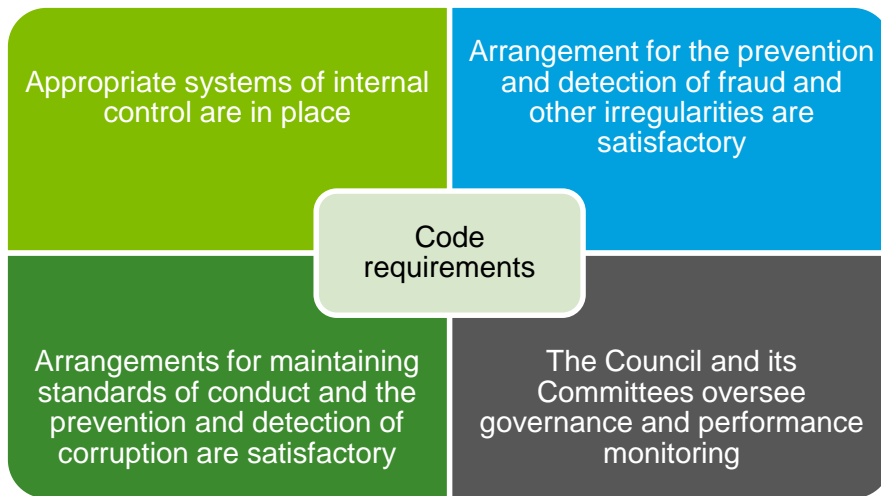 Appropriate systems of internal
control are in place
Arrangement for the prevention
and detection of fraud and
other irregularities are
satisfactory
Code
requirements
Arrangements for maintaining
standards of conduct and the
prevention and detection of
corruption are satisfactory
The Council and its
Committees oversee
governance and performance
monitoring